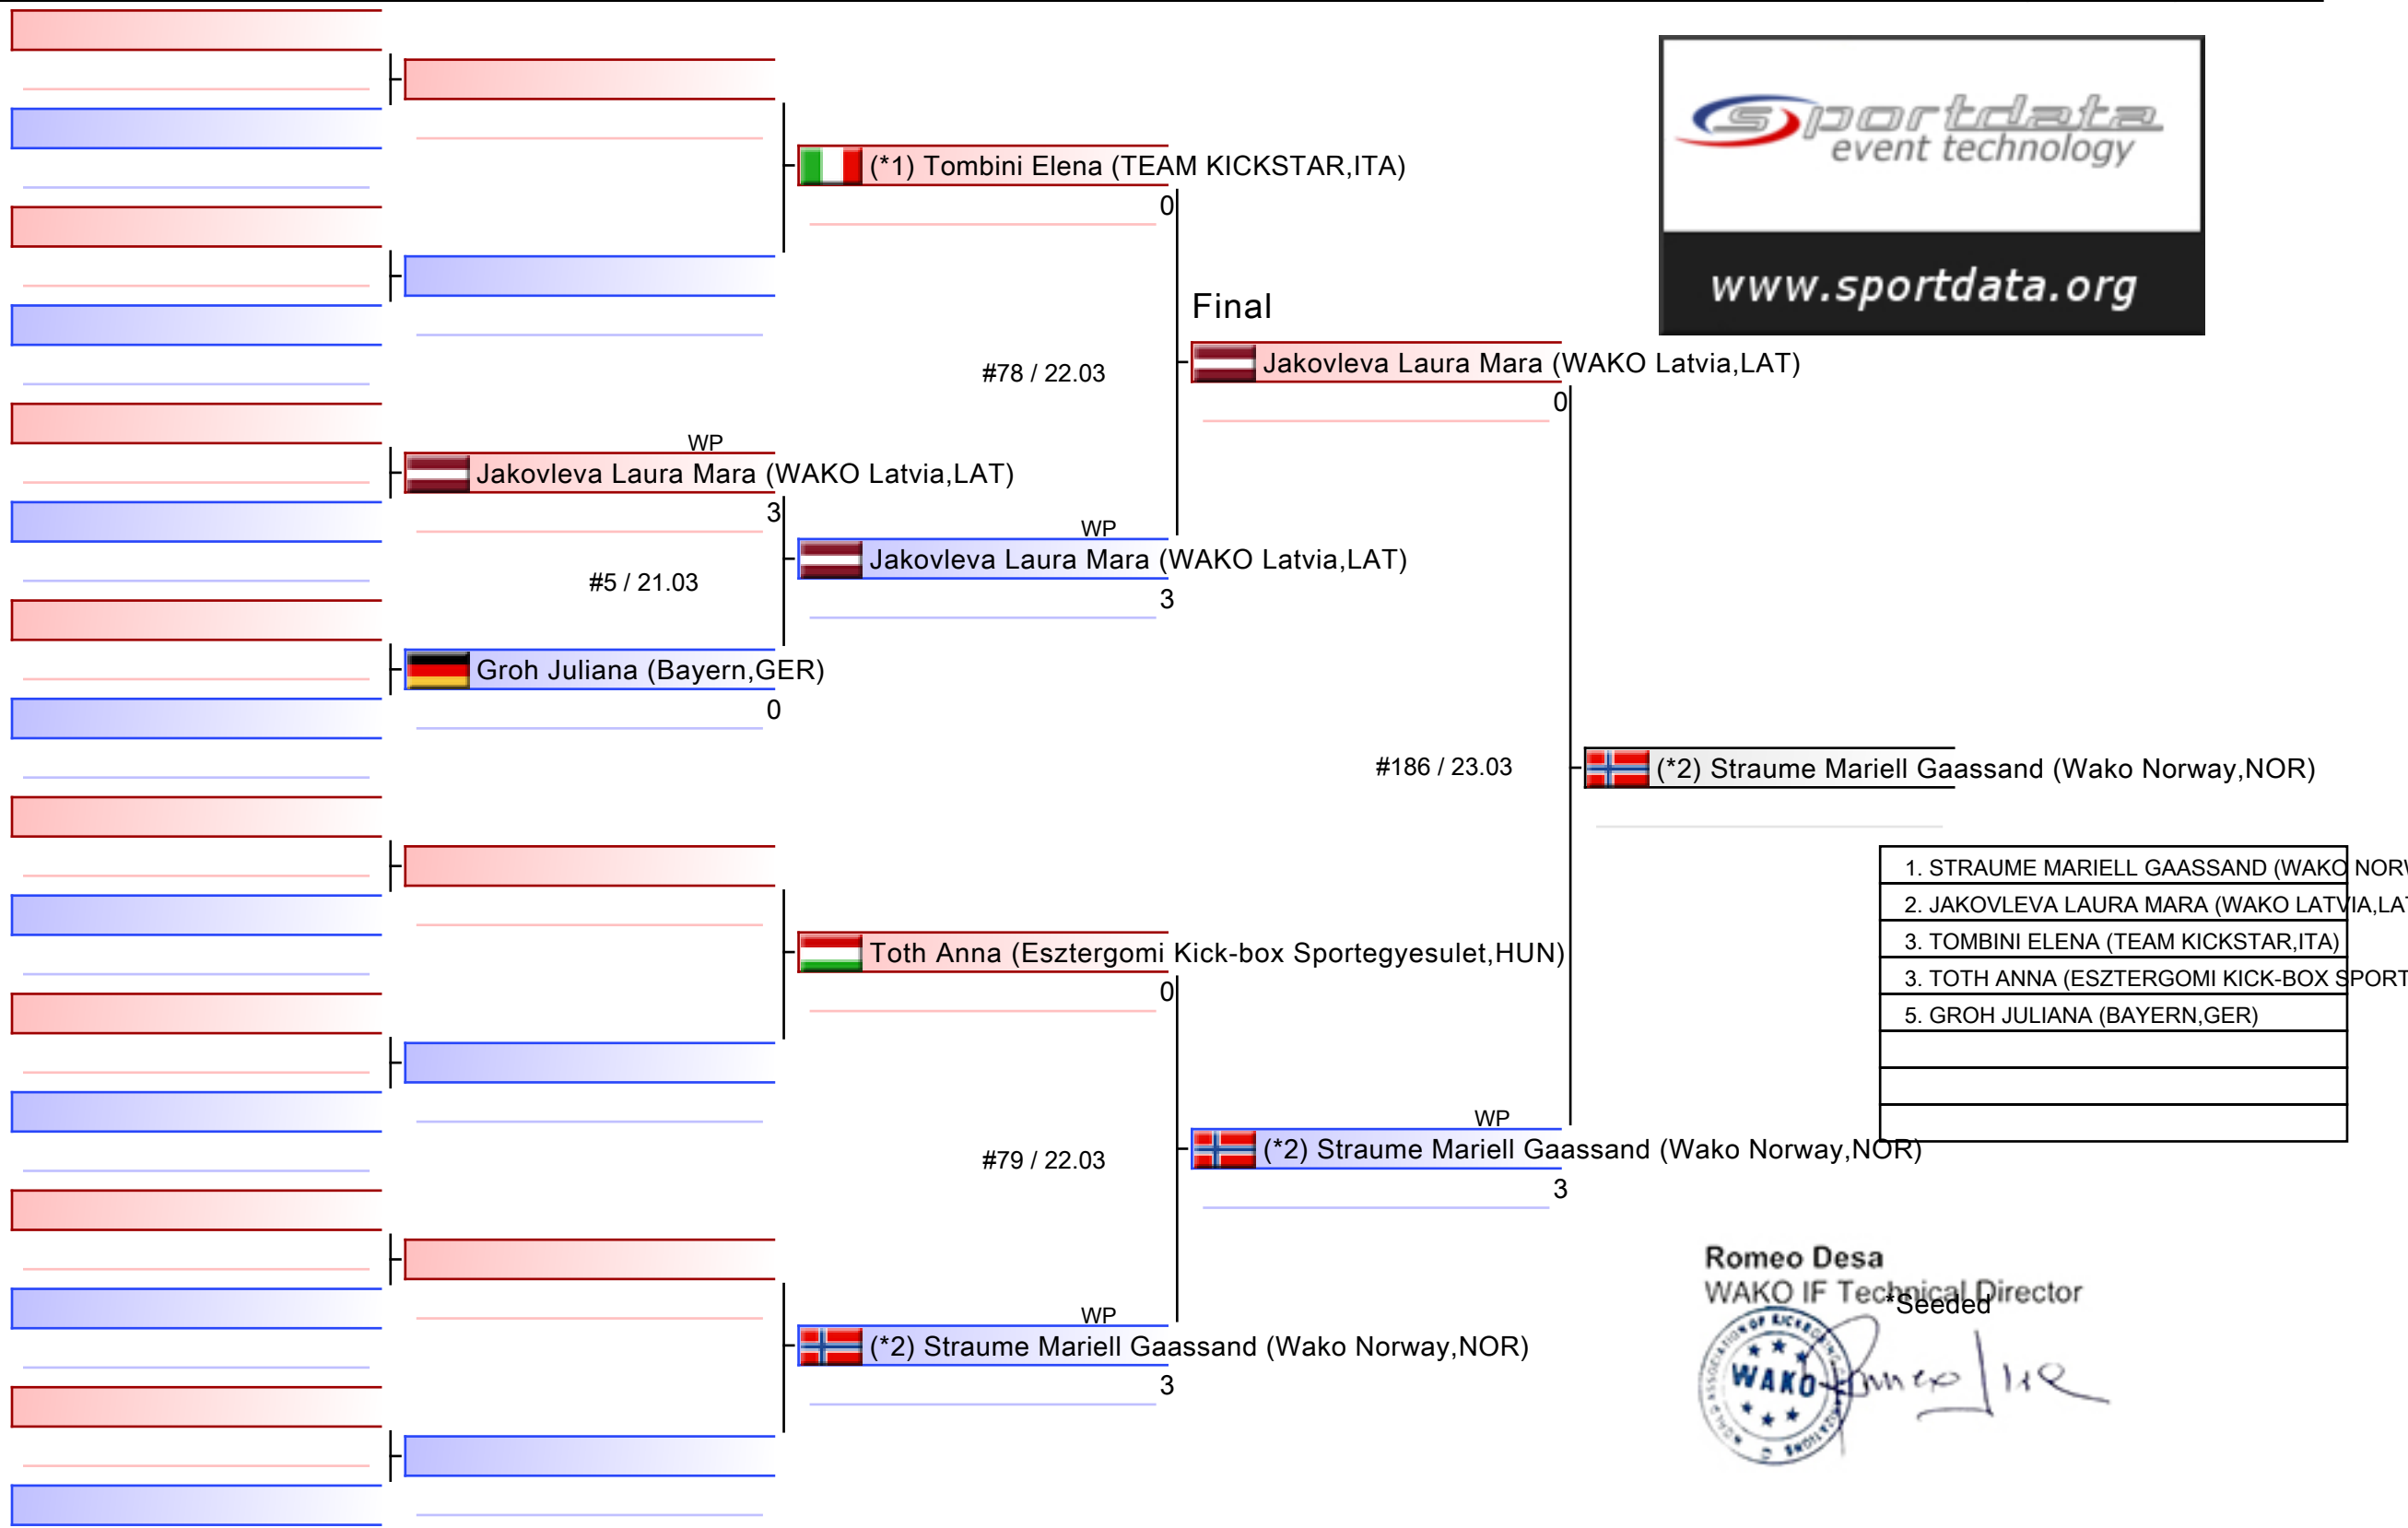 sportdata
event technology
www.sportdata.org
(*1) Tombini Elena (TEAM KICKSTAR,ITA)
0
Final
#78 / 22.03
Jakovleva Laura Mara (WAKO Latvia,LAT)
0
WP
Jakovleva Laura Mara (WAKO Latvia,LAT)
3
WP
Jakovleva Laura Mara (WAKO Latvia,LAT)
3
#5 / 21.03
Groh Juliana (Bayern,GER)
0
#186 / 23.03
(*2) Straume Mariell Gaassand (Wako Norway,NOR)
1. STRAUME MARIELL GAASSAND (WAKO NORW
2. JAKOVLEVA LAURA MARA (WAKO LATVIA,LAT
3. TOMBINI ELENA (TEAM KICKSTAR,ITA)
3. TOTH ANNA (ESZTERGOMI KICK-BOX SPORT
5. GROH JULIANA (BAYERN,GER)
Toth Anna (Esztergomi Kick-box Sportegyesulet,HUN)
0
WP
(*2) Straume Mariell Gaassand (Wako Norway,NOR)
3
#79 / 22.03
WP
(*2) Straume Mariell Gaassand (Wako Norway,NOR)
3
Romeo Desa
WAKO IF Technical Director
*Seeded
WAKO